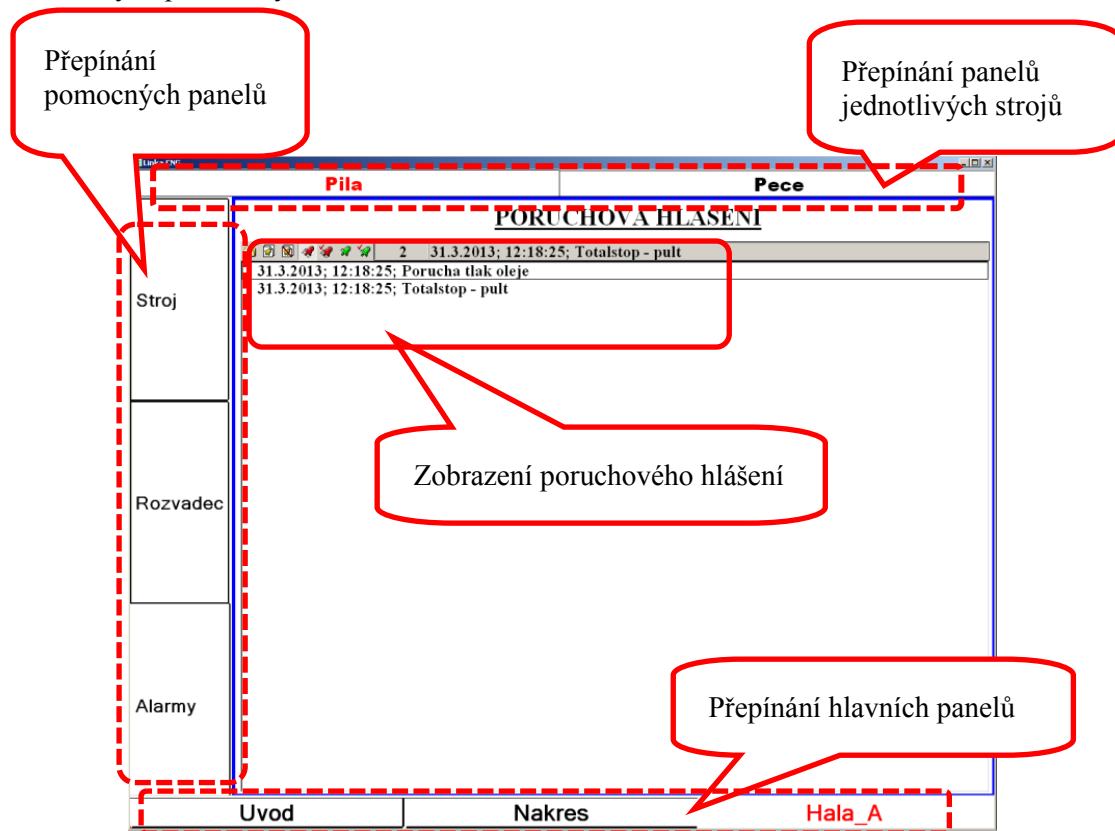 Přepínání
pomocných panelů
Přepínání panelů
jednotlivých strojů
Pila
Pece
PORUCHOVÁ HLÁŠENÍ
2 31.3.2013; 12:18:25; Totalstop - pult
31.3.2013; 12:18:25; Porucha tlak oleje
31.3.2013; 12:18:25; Totalstop - pult
Stroj
Zobrazení poruchového hlášení
Rozvadec
Přepínání hlavních panelů
Alarmy
Uvod
Nakres
Hala_A